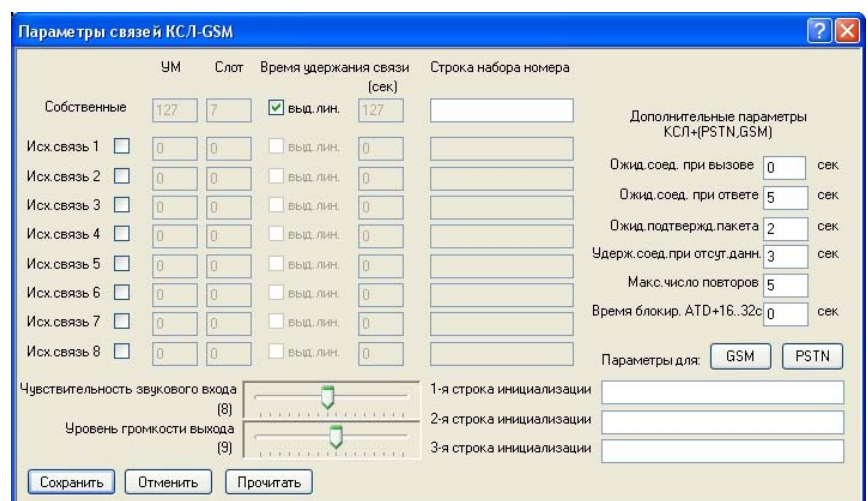 Параметры связей КСЛ-GSM
УМ Слот Время удержания связи (сек) Строка набора номера
Собственные 127 7 выд.лин. 127
Исх.связь 1 0 0 выд.лин. 0
Исх.связь 2 0 0 выд.лин. 0
Исх.связь 3 0 0 выд.лин. 0
Исх.связь 4 0 0 выд.лин. 0
Исх.связь 5 0 0 выд.лин. 0
Исх.связь 6 0 0 выд.лин. 0
Исх.связь 7 0 0 выд.лин. 0
Исх.связь 8 0 0 выд.лин. 0
Дополнительные параметры
КСЛ+(PSTN,GSM)
Ожид.соед. при вызове 0 сек
Ожид.соед. при ответе 5 сек
Ожид.подтвержд.пакета 2 сек
Удерж.соед.при отсут.данн. 3 сек
Макс.число повторов 5
Время блокир. ATD+16..32с 0 сек
Параметры для: GSM PSTN
Чувствительность звукового входа
(8)
Уровень громкости выхода
(9)
1-я строка инициализации
2-я строка инициализации
3-я строка инициализации
Сохранить Отменить Прочитать